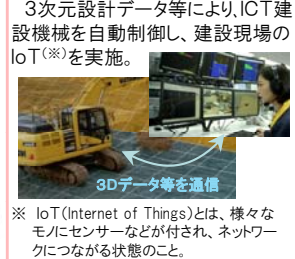 3次元設計データ等により、ICT建
設機械を自動制御し、建設現場の
IoT(※)を実施。
3Dデータ等を通信
※ IoT(Internet of Things)とは、様々な
モノにセンサーなどが付され、ネットワー
クにつながる状態のこと。